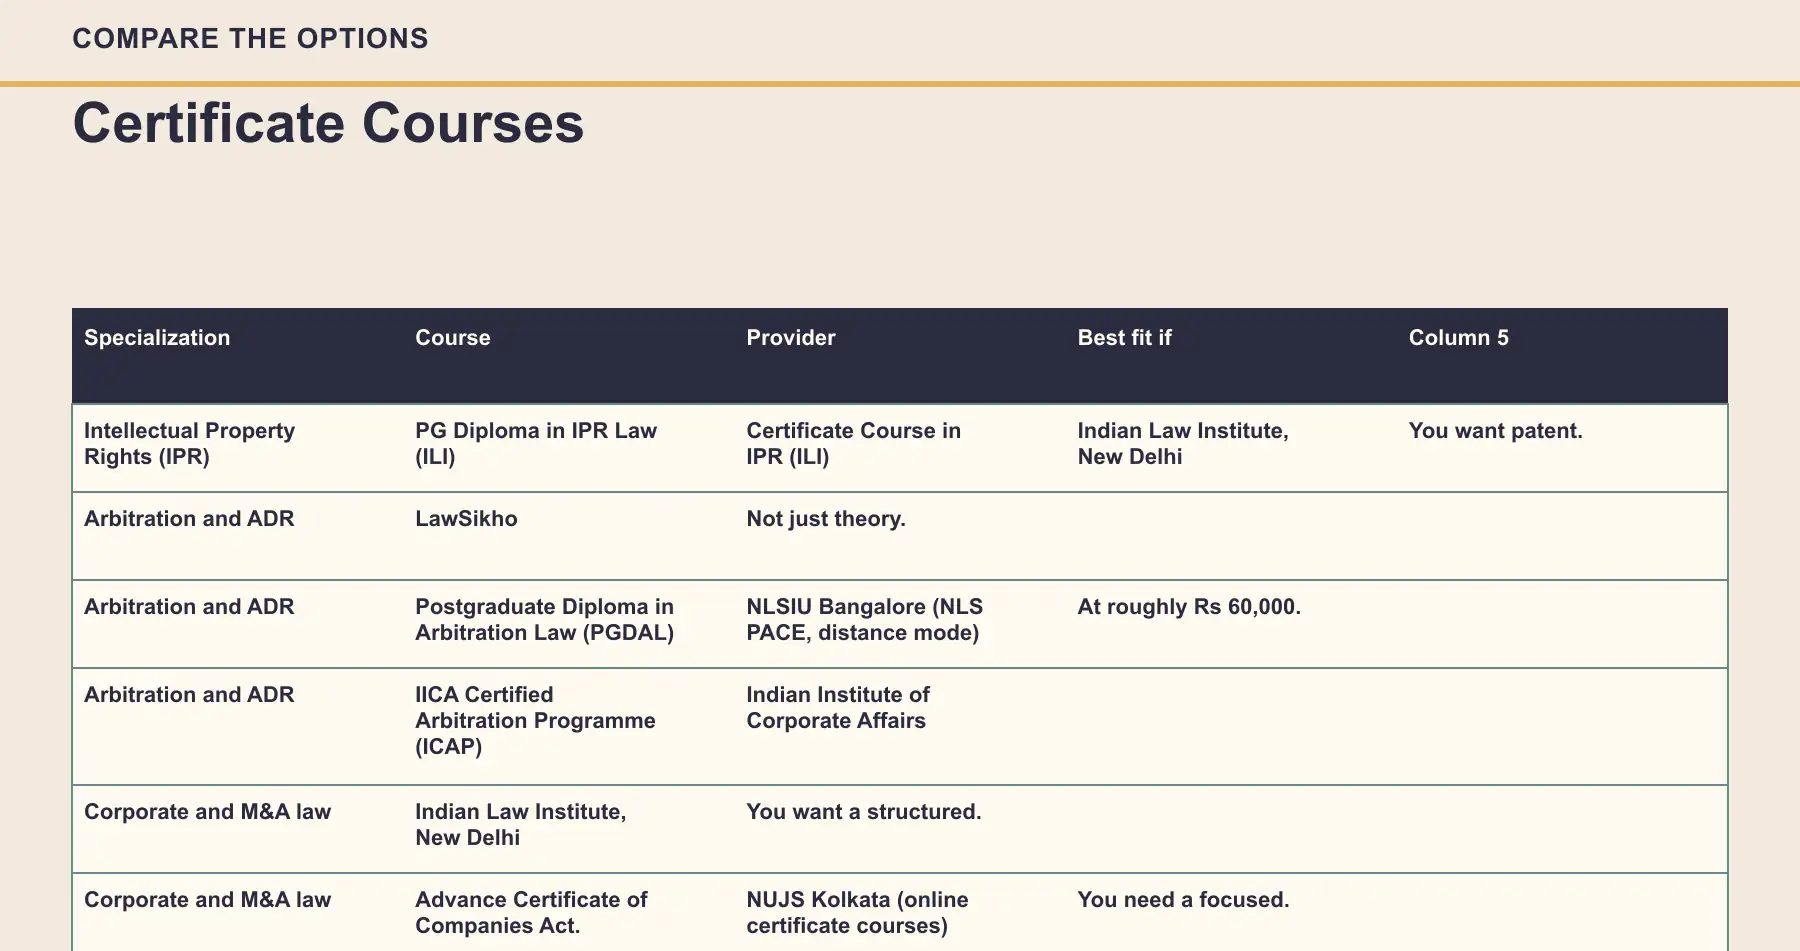 COMPARE THE OPTIONS
Certificate Courses
Specialization Course Provider Best fit if Column 5
Intellectual Property PG Diploma in IPR Law Certificate Course in Indian Law Institute, You want patent.
Rights (IPR) (ILI) IPR (ILI) New Delhi
Arbitration and ADR LawSikho Not just theory.
Arbitration and ADR Postgraduate Diploma in NLSIU Bangalore (NLS At roughly Rs 60,000.
Arbitration Law (PGDAL) PACE, distance mode)
Arbitration and ADR IICA Certified Indian Institute of
Arbitration Programme Corporate Affairs
(ICAP)
Corporate and M&A law Indian Law Institute, You want a structured.
New Delhi
Corporate and M&A law Advance Certificate of NUJS Kolkata (online You need a focused.
Companies Act. certificate courses)